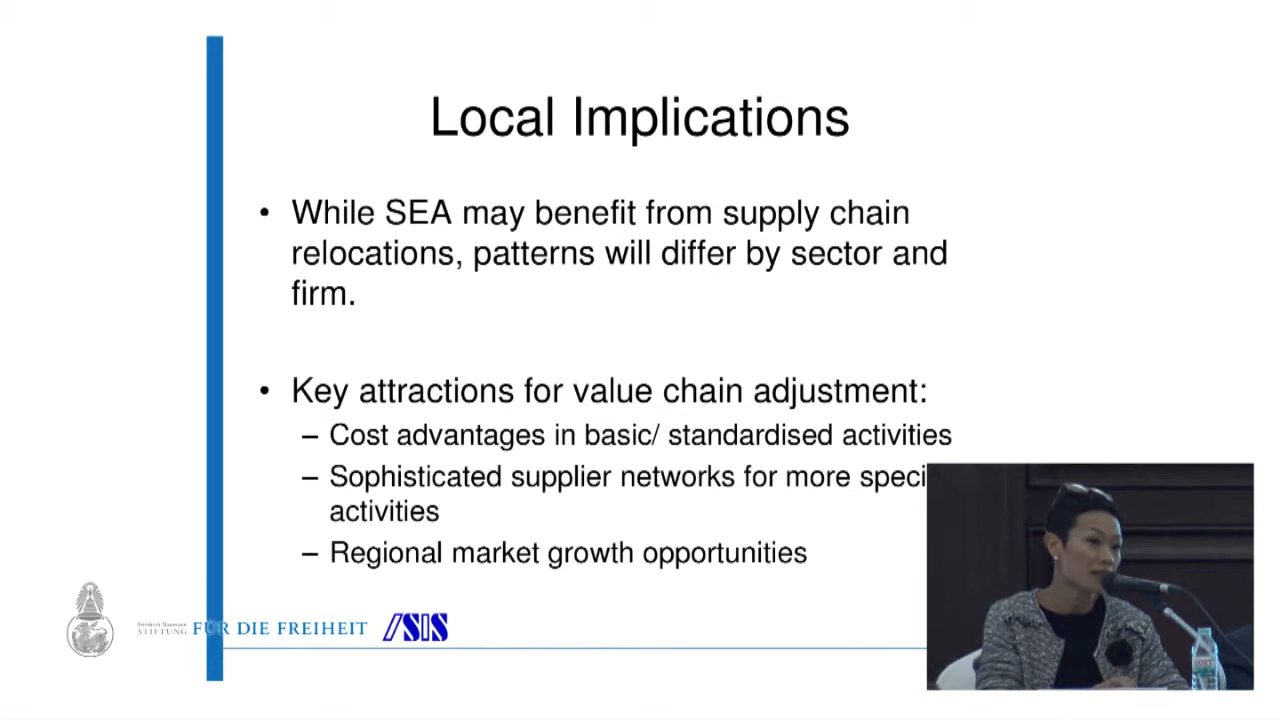 Local Implications
• While SEA may benefit from supply chain
relocations, patterns will differ by sector and
firm.
• Key attractions for value chain adjustment:
– Cost advantages in basic/ standardised activities
– Sophisticated supplier networks for more speci
activities
– Regional market growth opportunities
Friedrich Naumann
STIFTUNG FÜR DIE FREIHEIT
ISIS